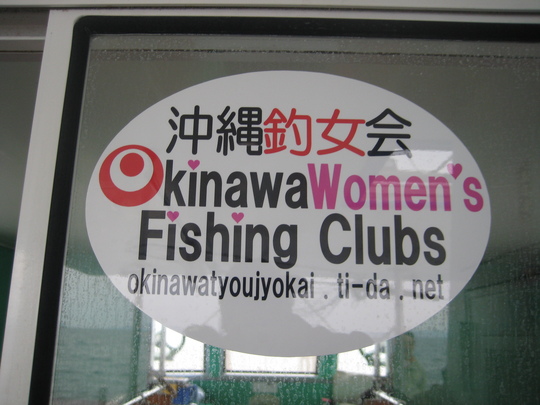 沖縄釣女会
OkinawaWomen's
Fishing Clubs
okinawatyoujyokai.ti-da.net